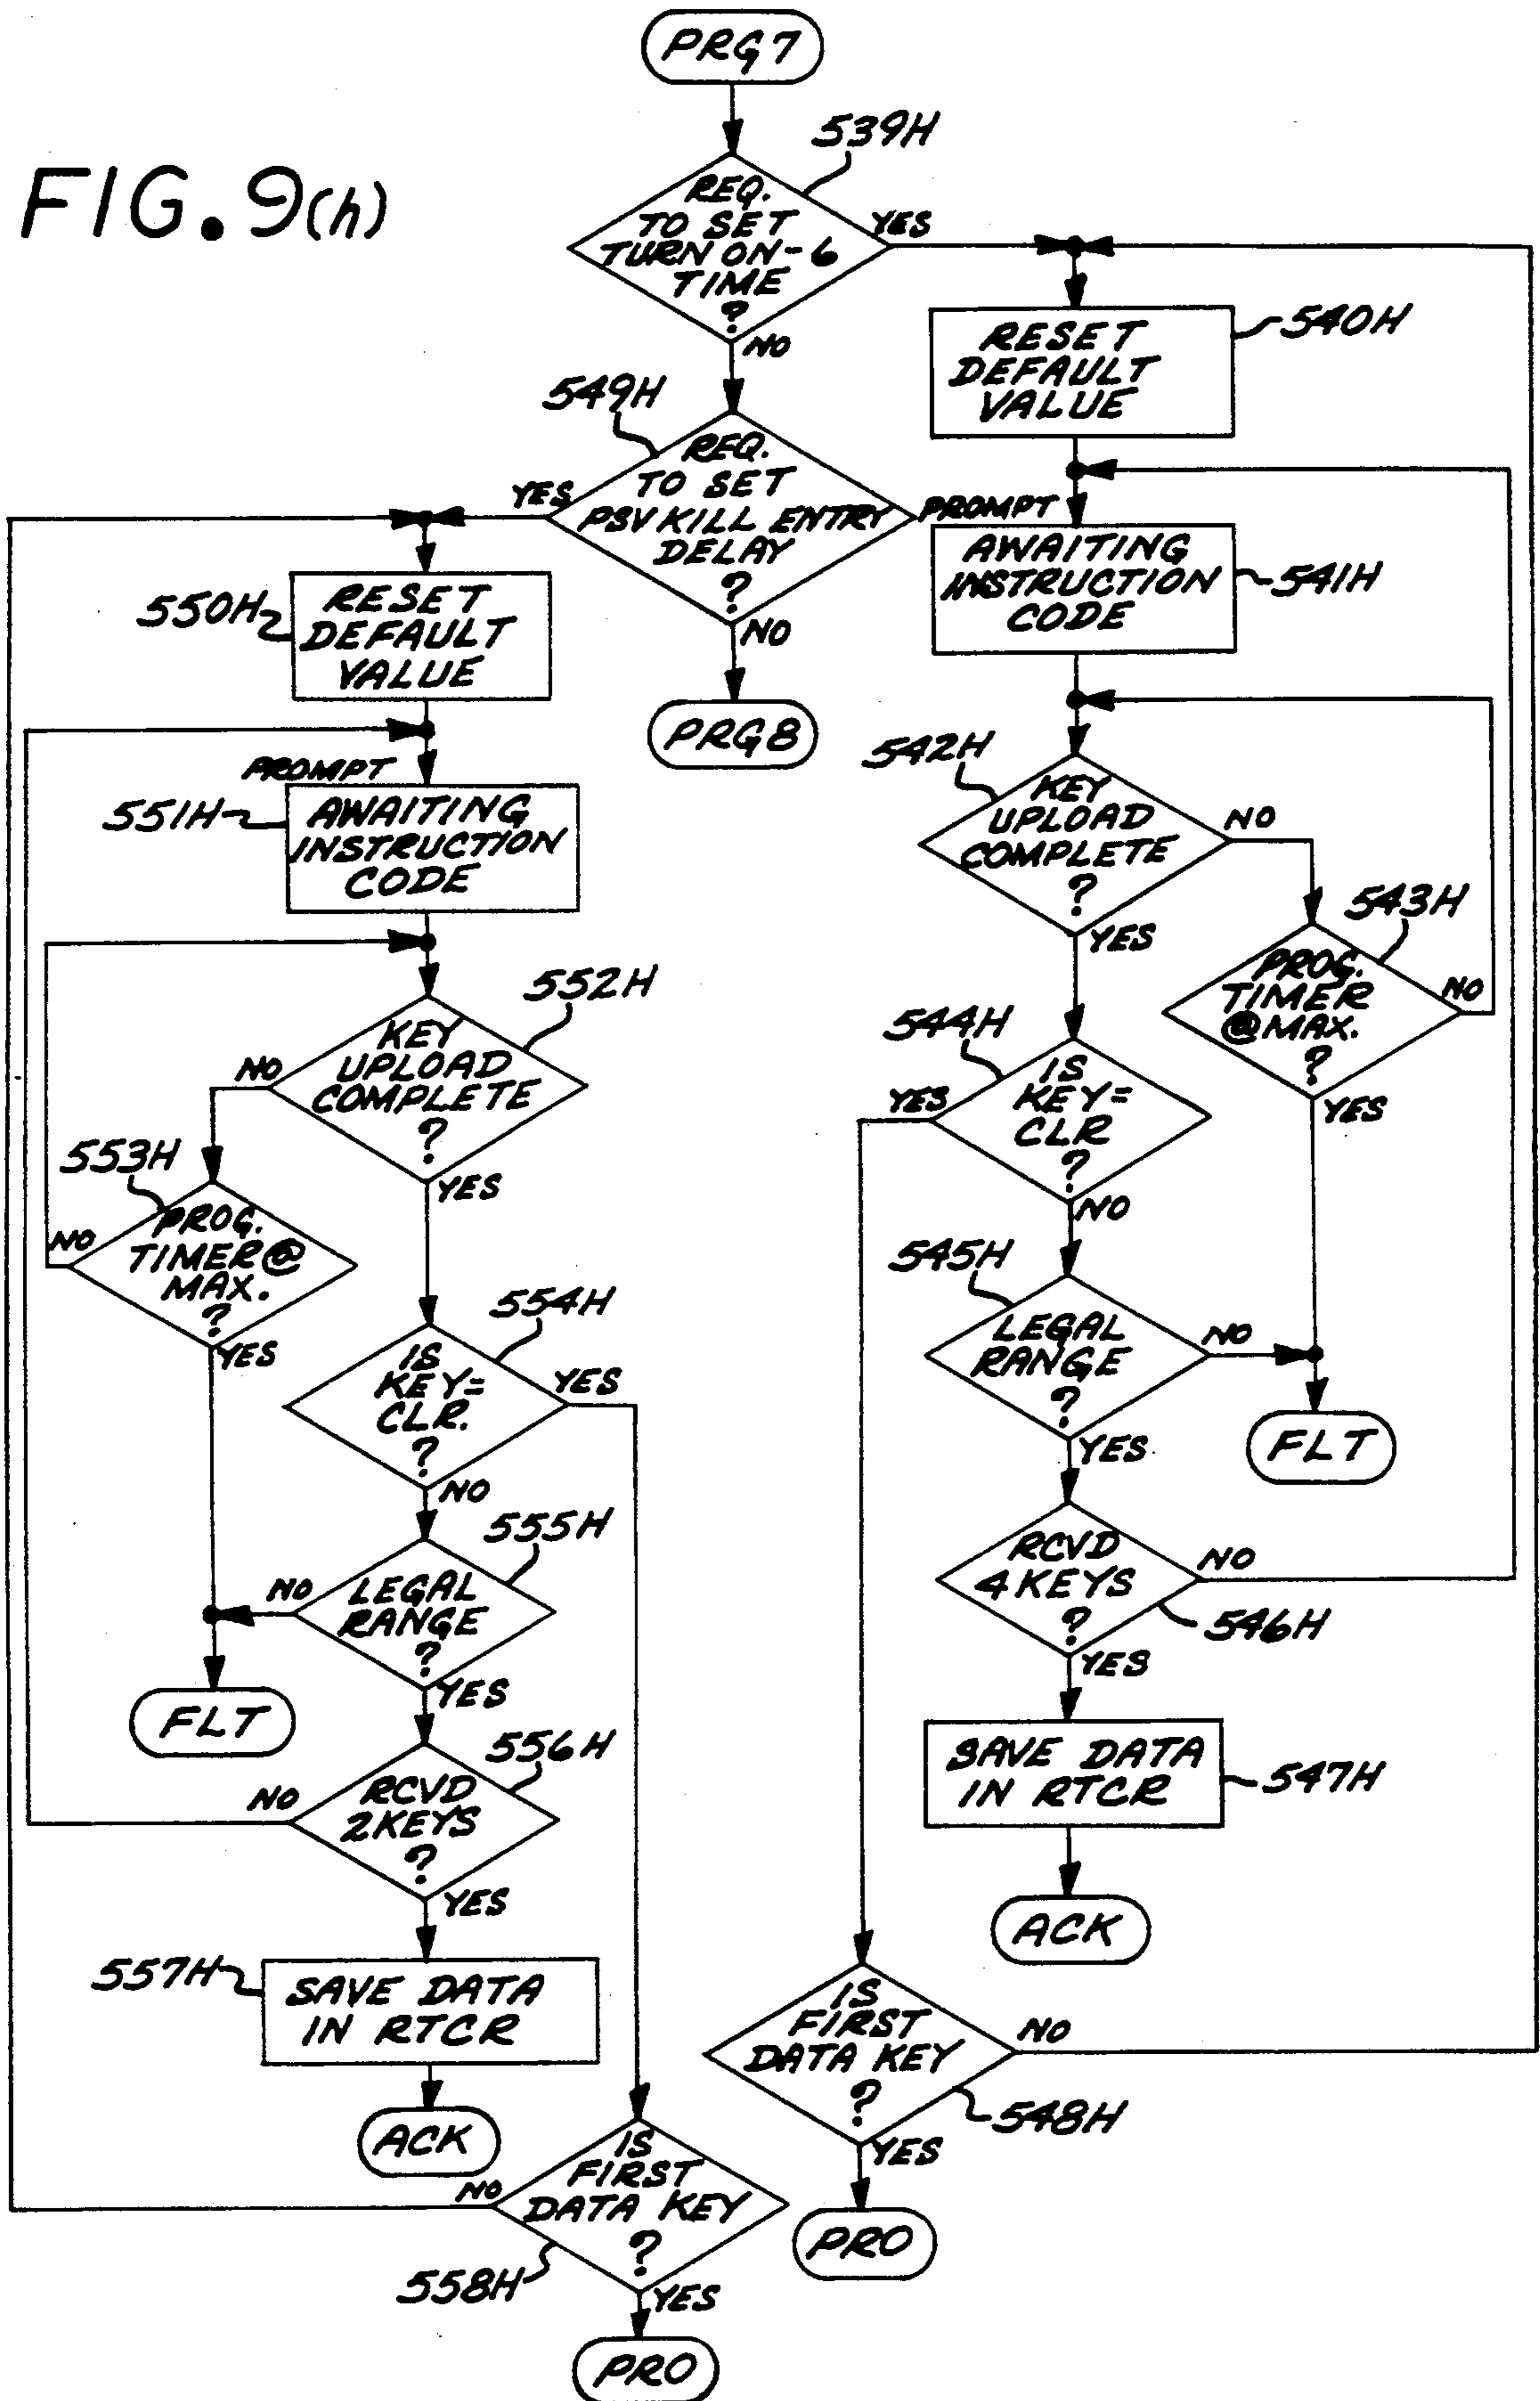 PRG7
FIG. 9(h)
539H
REQ.
TO SET
TURN ON-6
TIME
?
YES
NO
RESET
DEFAULT
VALUE
540H
549H
REQ.
TO SET
PSV KILL ENTRY
DELAY
?
YES
NO
PRG8
PROMPT
AWAITING
INSTRUCTION
CODE
541H
550H
RESET
DEFAULT
VALUE
PROMPT
551H
AWAITING
INSTRUCTION
CODE
542H
KEY
UPLOAD
COMPLETE
?
NO
YES
543H
PROG.
TIMER
@MAX.
?
NO
YES
552H
KEY
UPLOAD
COMPLETE
?
NO
YES
544H
IS
KEY=
CLR
?
YES
NO
553H
PROG.
TIMER@
MAX.
?
NO
YES
545H
LEGAL
RANGE
?
NO
YES
FLT
554H
IS
KEY=
CLR.
?
YES
NO
555H
LEGAL
RANGE
?
NO
YES
FLT
RCVD
4 KEYS
?
NO
YES
546H
556H
RCVD
2 KEYS
?
NO
YES
SAVE DATA
IN RTCR
547H
ACK
557H
SAVE DATA
IN RTCR
ACK
IS
FIRST
DATA KEY
?
NO
YES
548H
PRO
IS
FIRST
DATA KEY
?
NO
YES
558H
PRO